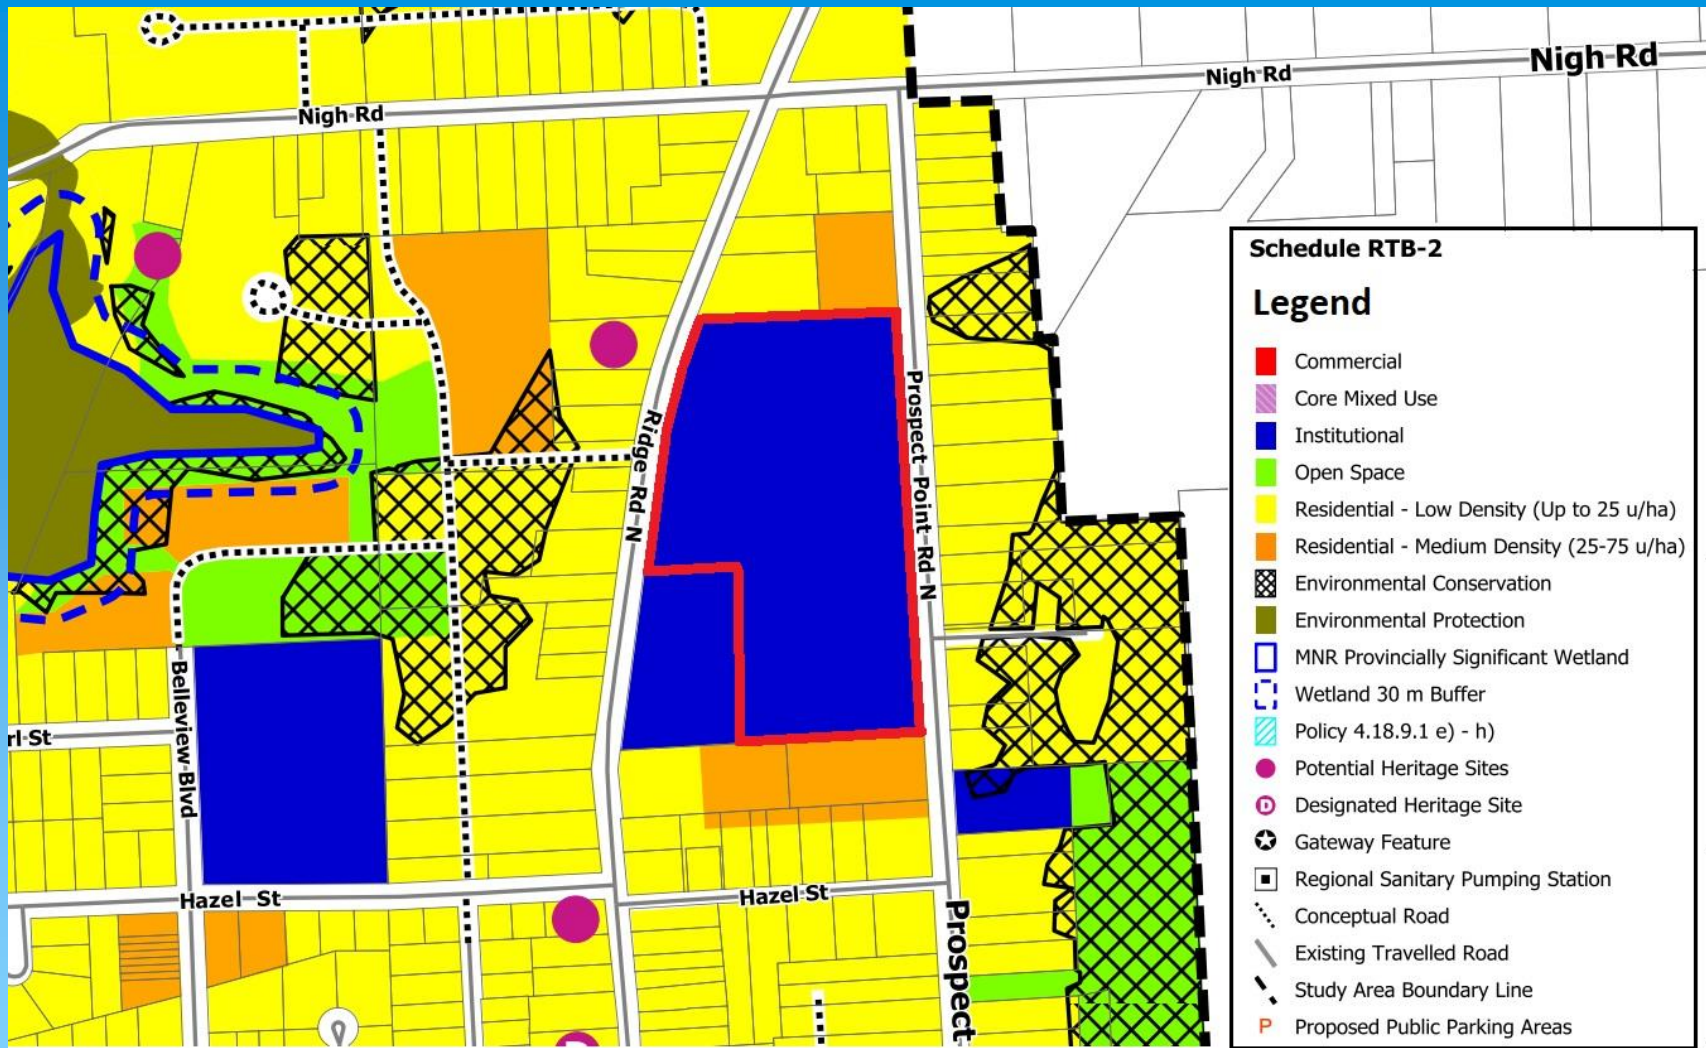 Nigh Rd
Nigh Rd
Nigh Rd
Ridge Rd N
Prospect Point Rd N
Belleview Blvd
rl St
Hazel St
Hazel St
Prospect
D
Schedule RTB-2
Legend
Commercial
Core Mixed Use
Institutional
Open Space
Residential - Low Density (Up to 25 u/ha)
Residential - Medium Density (25-75 u/ha)
Environmental Conservation
Environmental Protection
MNR Provincially Significant Wetland
Wetland 30 m Buffer
Policy 4.18.9.1 e) - h)
Potential Heritage Sites
D Designated Heritage Site
Gateway Feature
Regional Sanitary Pumping Station
Conceptual Road
Existing Travelled Road
Study Area Boundary Line
P Proposed Public Parking Areas